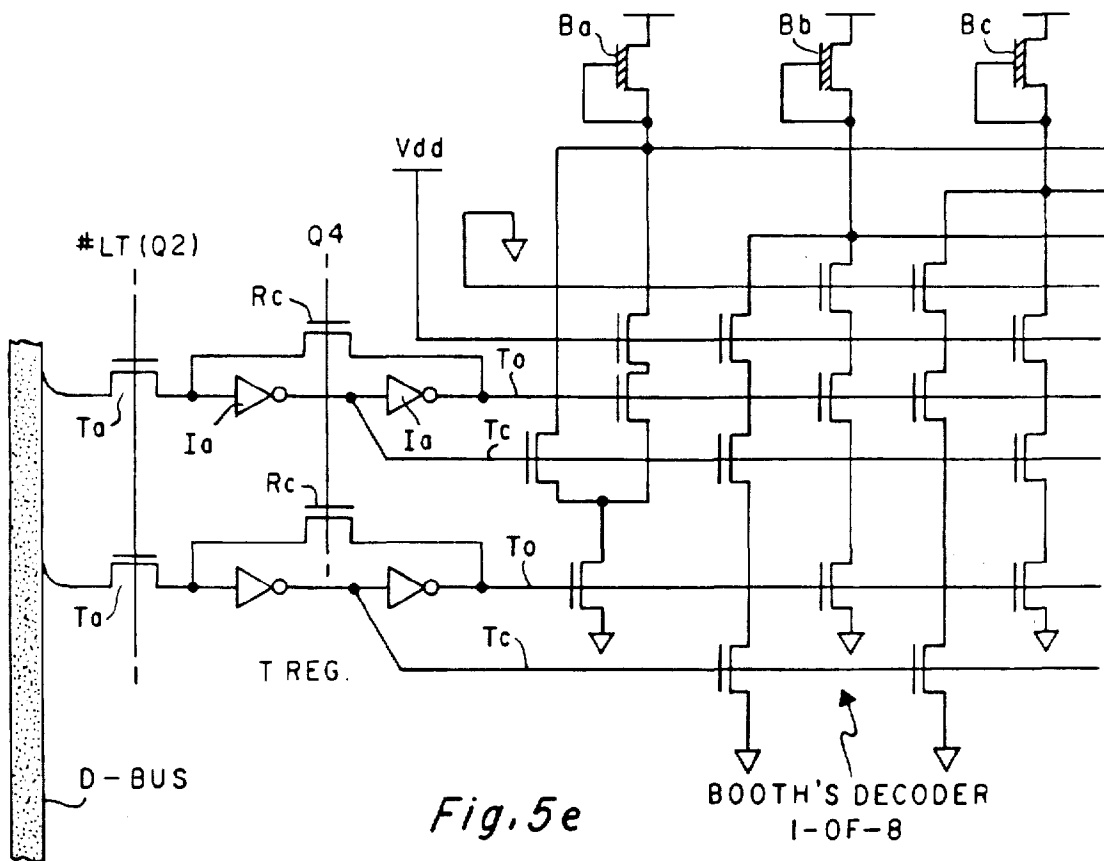 Ba
Bb
Bc
Vdd
#LT(Q2)
Q4
Rc
To
Ta
Ia
Ia
Tc
Rc
To
Ta
Tc
T REG.
D-BUS
BOOTH'S DECODER
1-OF-8
Fig. 5e